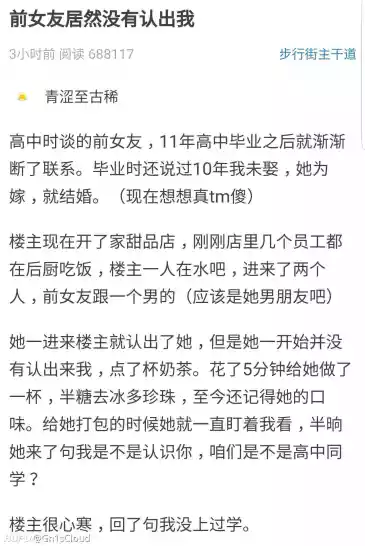 前女友居然没有认出我
3小时前 阅读 688117 步行街主干道
青涩至古稀
高中时谈的前女友，11年高中毕业之后就渐渐
断了联系。毕业时还说过10年我未娶，她为
嫁，就结婚。（现在想想真tm傻）
楼主现在开了家甜品店，刚刚店里几个员工都
在后厨吃饭，楼主一人在水吧，进来了两个
人，前女友跟一个男的（应该是她男朋友吧）
她一进来楼主就认出了她，但是她一开始并没
有认出来我，点了杯奶茶。花了5分钟给她做了
一杯，半糖去冰多珍珠，至今还记得她的口
味。给她打包的时候她就一直盯着我看，半晌
她来了句我是不是认识你，咱们是不是高中同
学？
楼主很心寒，回了句我没上过学。
@Gn1sCloud